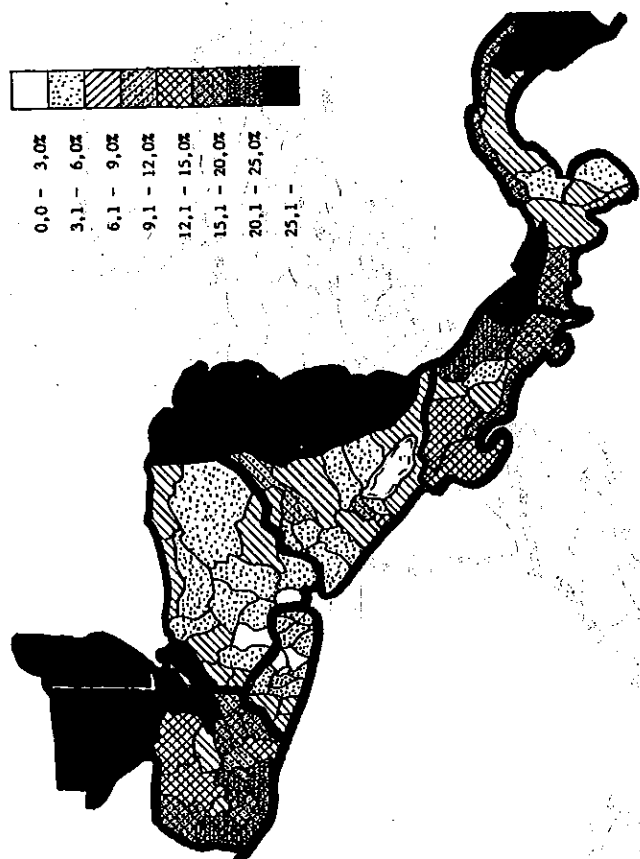 0,0 - 3,0%
3,1 - 6,0%
6,1 - 9,0%
9,1 - 12,0%
12,1 - 15,0%
15,1 - 20,0%
20,1 - 25,0%
25,1 -